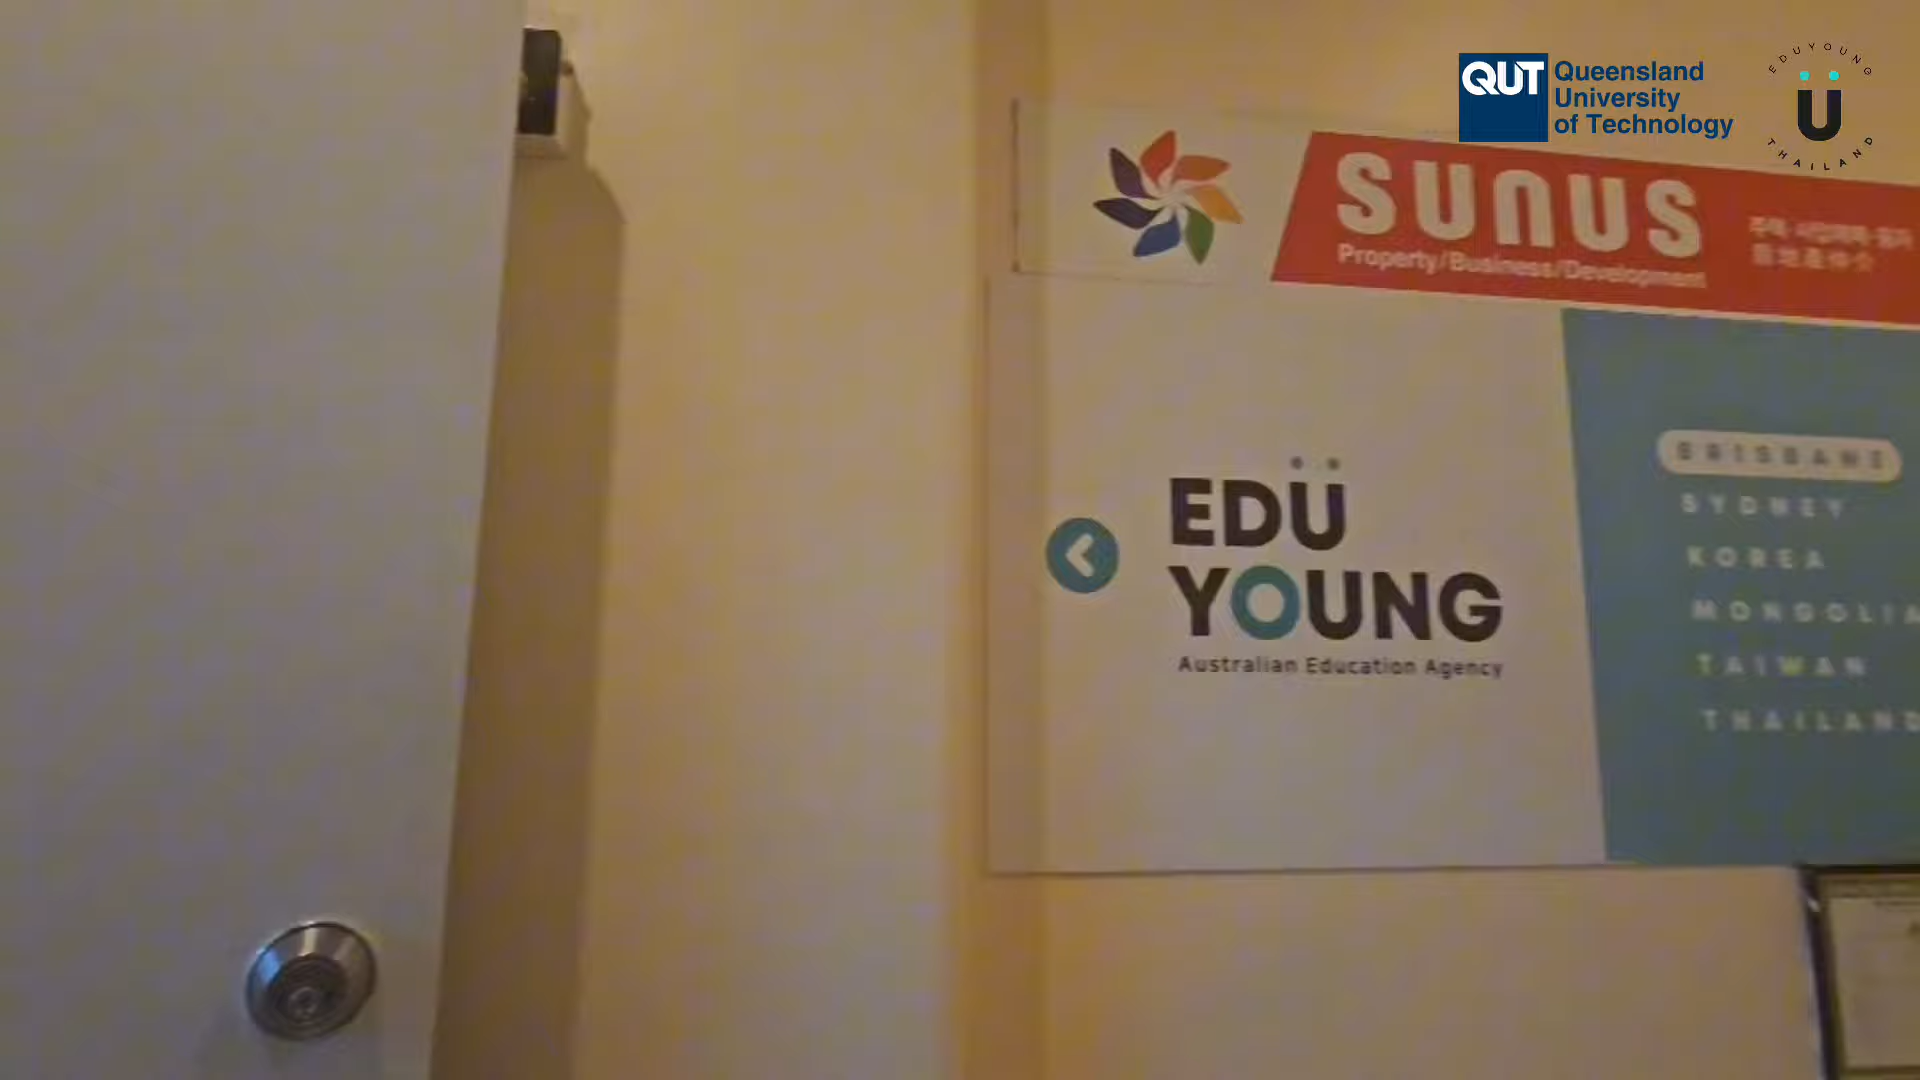 QUT
Queensland
University
of Technology
EDUYOUNG
U
THAILAND
SUNUS
Property/Business/Development
EDÜ
YOUNG
Australian Education Agency
BRISBANE
SYDNEY
KOREA
MONGOLIA
TAIWAN
THAILAND